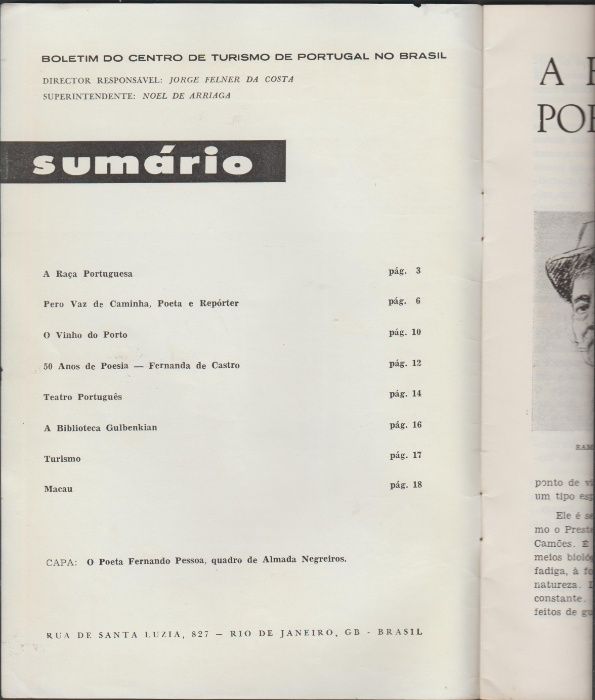 BOLETIM DO CENTRO DE TURISMO DE PORTUGAL NO BRASIL
DIRECTOR RESPONSAVEL: JORGE FELNER DA COSTA
SUPERINTENDENTE: NOEL DE ARRIAGA
sumário
A Raça Portuguesa pág. 3
Pero Vaz de Caminha, Poeta e Repórter pág. 6
O Vinho do Porto pág. 10
50 Anos de Poesia — Fernanda de Castro pág. 12
Teatro Português pág. 14
A Biblioteca Gulbenkian pág. 16
Turismo pág. 17
Macau pág. 18
CAPA: O Poeta Fernando Pessoa, quadro de Almada Negreiros.
RUA DE SANTA LUZIA, 827 — RIO DE JANEIRO, GB - BRASIL
A
ponto de
um tipo
Ele é
mo o
Camões. E
meios
fadiga, à
natureza.
constante.
feitos de